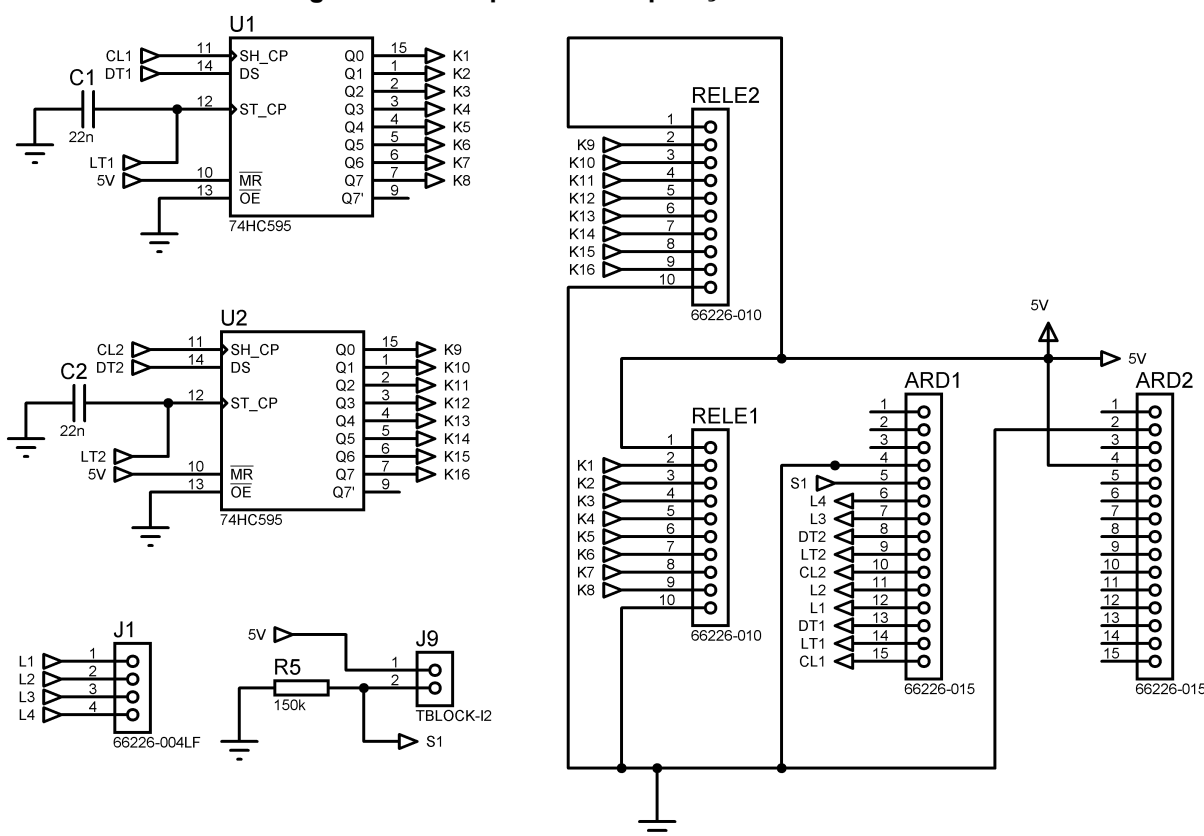 U1
CL1 11 SH_CP Q0 15 K1
DT1 14 DS Q1 1 K2
Q2 2 K3
C1 12 ST_CP Q3 3 K4
22n Q4 4 K5
Q5 5 K6
LT1 Q6 6 K7
5V 10 MR Q7 7 K8
13 OE Q7' 9
74HC595
U2
CL2 11 SH_CP Q0 15 K9
DT2 14 DS Q1 1 K10
Q2 2 K11
C2 12 ST_CP Q3 3 K12
22n Q4 4 K13
Q5 5 K14
LT2 Q6 6 K15
5V 10 MR Q7 7 K16
13 OE Q7' 9
74HC595
J1
L1 1
L2 2
L3 3
L4 4
66226-004LF
5V
J9
1
2
R5
150k
TBLOCK-I2
S1
RELE2
1
K9 2
K10 3
K11 4
K12 5
K13 6
K14 7
K15 8
K16 9
10
66226-010
5V
5V
RELE1
1
K1 2
K2 3
K3 4
K4 5
K5 6
K6 7
K7 8
K8 9
10
66226-010
ARD1
1
2
3
4
S1 5
L4 6
L3 7
DT2 8
LT2 9
CL2 10
L2 11
L1 12
DT1 13
LT1 14
CL1 15
66226-015
ARD2
1
2
3
4
5
6
7
8
9
10
11
12
13
14
15
66226-015